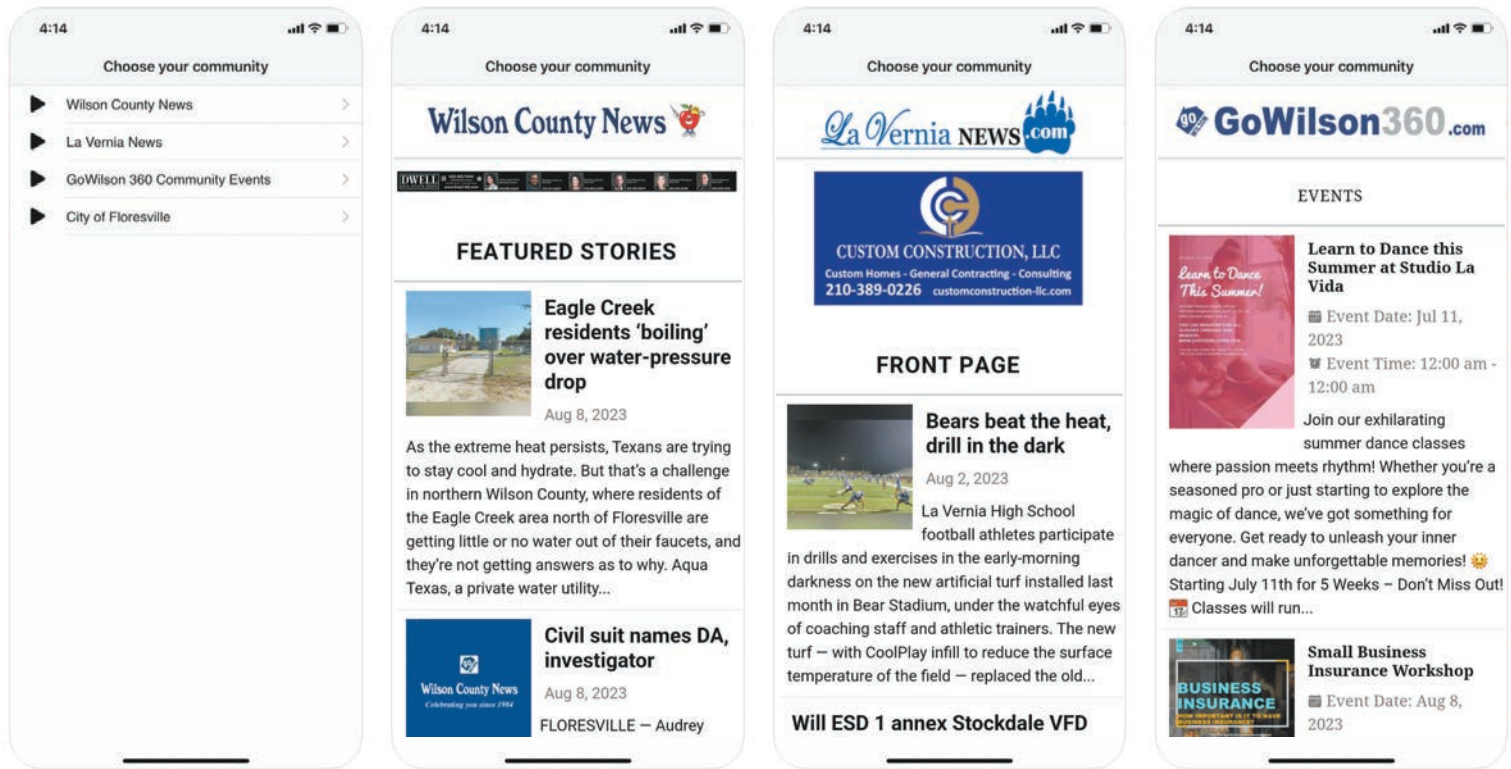 4:14
Choose your community
Wilson County News
La Vernia News
GoWilson 360 Community Events
City of Floresville
4:14
Choose your community
Wilson County News
DWELL
FEATURED STORIES
Eagle Creek
residents ‘boiling’
over water-pressure
drop
Aug 8, 2023
As the extreme heat persists, Texans are trying
to stay cool and hydrate. But that’s a challenge
in northern Wilson County, where residents of
the Eagle Creek area north of Floresville are
getting little or no water out of their faucets, and
they’re not getting answers as to why. Aqua
Texas, a private water utility...
Wilson County News
Celebrating you since 1984
Civil suit names DA,
investigator
Aug 8, 2023
FLORESVILLE — Audrey
4:14
Choose your community
La Vernia NEWS.com
CUSTOM CONSTRUCTION, LLC
Custom Homes - General Contracting - Consulting
210-389-0226 customconstruction-llc.com
FRONT PAGE
Bears beat the heat,
drill in the dark
Aug 2, 2023
La Vernia High School
football athletes participate
in drills and exercises in the early-morning
darkness on the new artificial turf installed last
month in Bear Stadium, under the watchful eyes
of coaching staff and athletic trainers. The new
turf — with CoolPlay infill to reduce the surface
temperature of the field — replaced the old...
Will ESD 1 annex Stockdale VFD
4:14
Choose your community
go GoWilson360.com
EVENTS
Learn to Dance
This Summer!
Learn to Dance this
Summer at Studio La
Vida
Event Date: Jul 11,
2023
Event Time: 12:00 am -
12:00 am
Join our exhilarating
summer dance classes
where passion meets rhythm! Whether you’re a
seasoned pro or just starting to explore the
magic of dance, we’ve got something for
everyone. Get ready to unleash your inner
dancer and make unforgettable memories! 🌞
Starting July 11th for 5 Weeks – Don’t Miss Out!
📆 Classes will run...
BUSINESS
INSURANCE
HOW IMPORTANT IS IT TO HAVE
BUSINESS INSURANCE?
Small Business
Insurance Workshop
Event Date: Aug 8,
2023